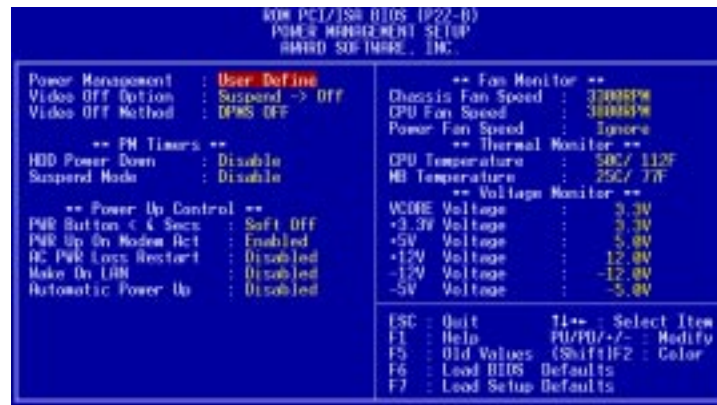 ROM PCI/ISA BIOS (P2Z-B)
POWER MANAGEMENT SETUP
AWARD SOFTWARE, INC.
Power Management : User Define
Video Off Option : Suspend -> Off
Video Off Method : DPMS OFF
** PM Timers **
HDD Power Down : Disable
Suspend Mode : Disable
** Power Up Control **
PWR Button < 4 Secs : Soft Off
PWR Up On Modem Act : Enabled
AC PWR Loss Restart : Disabled
Wake On LAN : Disabled
Automatic Power Up : Disabled
** Fan Monitor **
Chassis Fan Speed :
CPU Fan Speed :
Power Fan Speed : Ignore
** Thermal Monitor **
CPU Temperature : 112F
MB Temperature : 25C/ 77F
** Voltage Monitor **
VCORE Voltage : 3.3V
+3.3V Voltage : 3.3V
+5V Voltage : 5.0V
+12V Voltage : 12.0V
-12V Voltage : -12.0V
-5V Voltage : -5.0V
ESC : Quit ↑↓→← : Select Item
F1 : Help PU/PD/+/- : Modify
F5 : Old Values (Shift)F2 : Color
F6 : Load BIOS Defaults
F7 : Load Setup Defaults